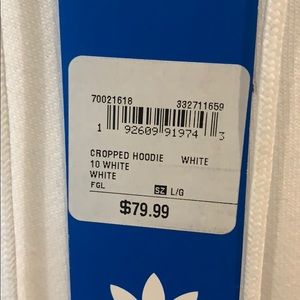 70021618 332711659
1 92609 91974 3
CROPPED HOODIE WHITE
10 WHITE
WHITE
FGL SZ L/G
$79.99